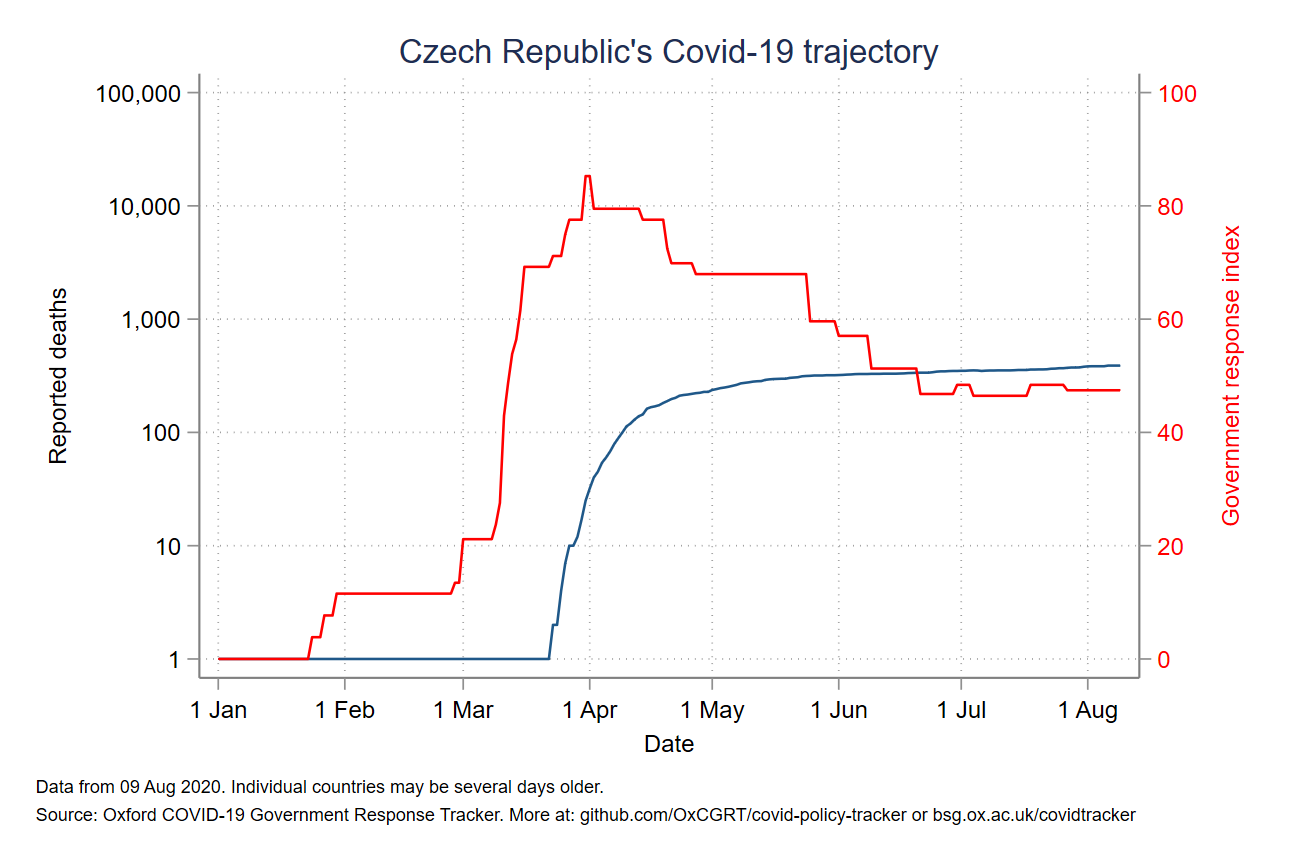 Czech Republic's Covid-19 trajectory
100,000
10,000
1,000
100
10
1
Reported deaths
100
80
60
40
20
0
Government response index
1 Jan
1 Feb
1 Mar
1 Apr
1 May
1 Jun
1 Jul
1 Aug
Date
Data from 09 Aug 2020. Individual countries may be several days older.
Source: Oxford COVID-19 Government Response Tracker. More at: github.com/OxCGRT/covid-policy-tracker or bsg.ox.ac.uk/covidtracker